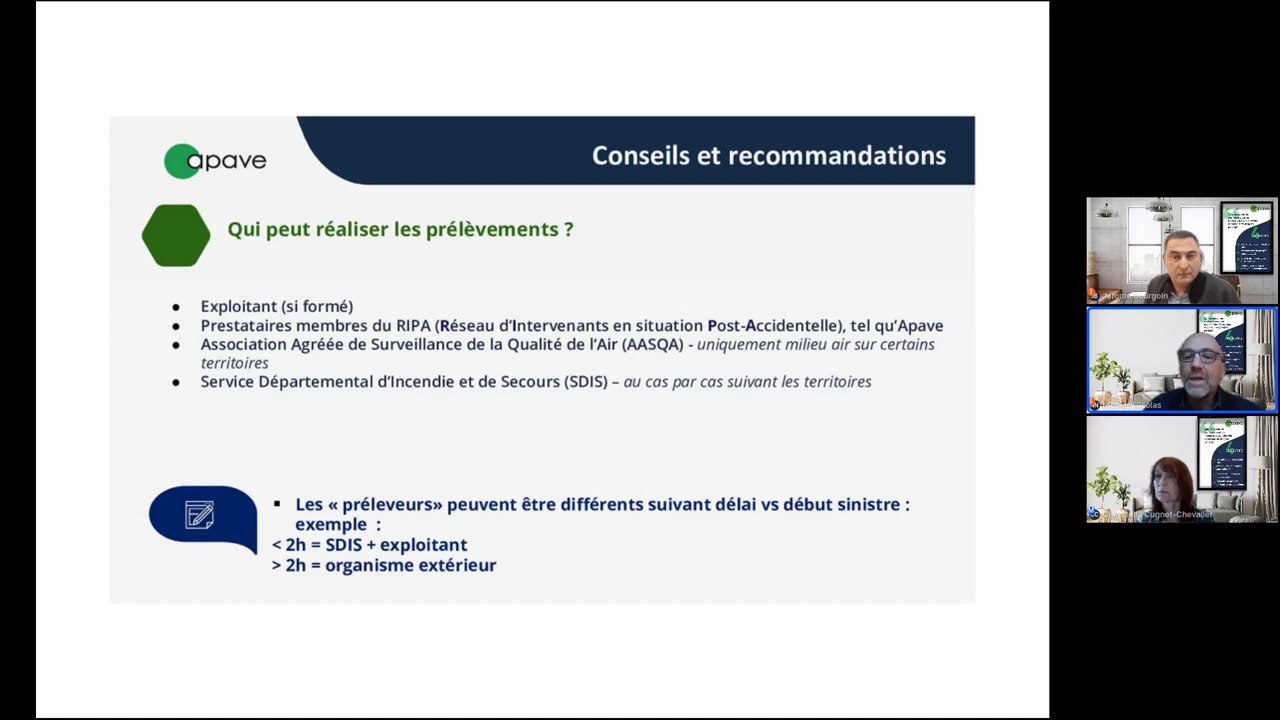 apave
Conseils et recommandations
Qui peut réaliser les prélèvements ?
● Exploitant (si formé)
● Prestataires membres du RIPA (Réseau d'Intervenants en situation Post-Accidentelle), tel qu'Apave
● Association Agréée de Surveillance de la Qualité de l'Air (AASQA) - uniquement milieu air sur certains
territoires
● Service Départemental d'Incendie et de Secours (SDIS) – au cas par cas suivant les territoires
▪ Les « préleveurs» peuvent être différents suivant délai vs début sinistre :
exemple :
< 2h = SDIS + exploitant
> 2h = organisme extérieur
Cugnet-Chevalier